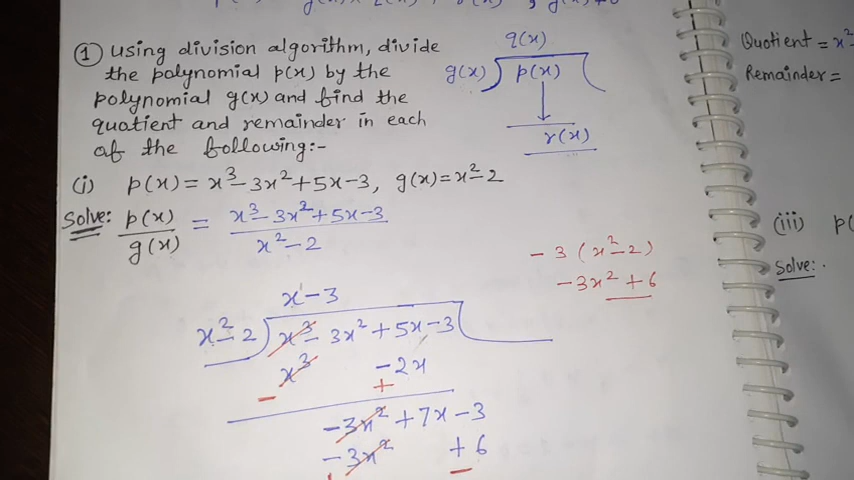 ① Using division algorithm, divide
the polynomial p(x) by the
polynomial g(x) and find the
quatient and remainder in each
of the following:-
q(x)
g(x) p(x)
r(x)
(i) p(x) = x³ - 3x² + 5x - 3, g(x) = x² - 2
Solve: p(x)/g(x) = x³ - 3x² + 5x - 3 / x² - 2
-3 (x² - 2)
-3x² + 6
x - 3
x² - 2 ) x³ - 3x² + 5x - 3
x³ - 2x
- +
-3x² + 7x - 3
-3x² + 6
-
Quotient = x²
Remainder =
(iii) p(
Solve: